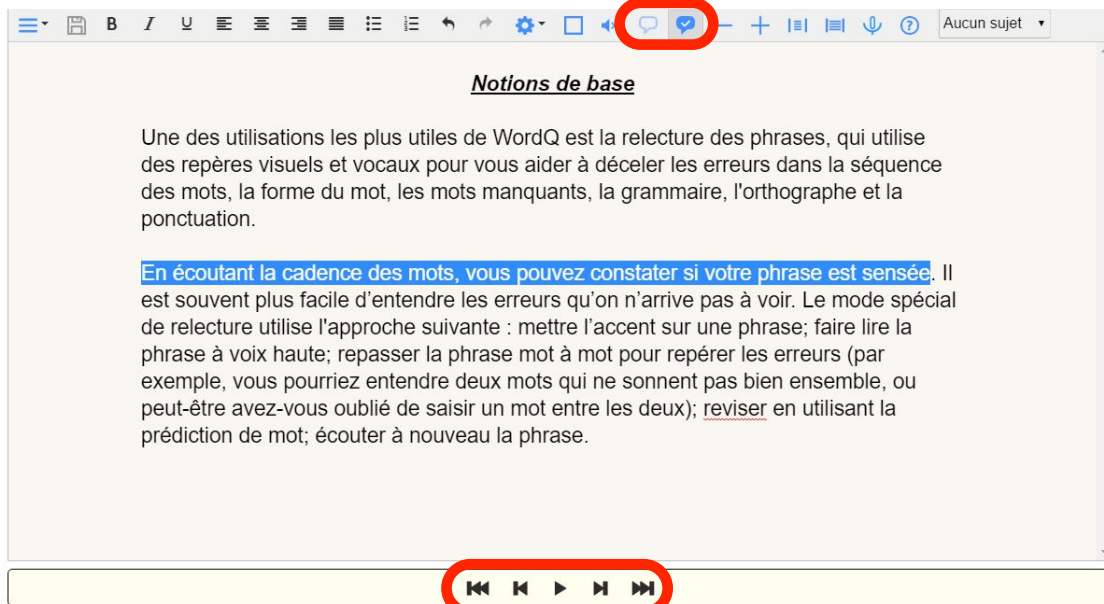 B I U Aucun sujet
Notions de base
Une des utilisations les plus utiles de WordQ est la relecture des phrases, qui utilise
des repères visuels et vocaux pour vous aider à déceler les erreurs dans la séquence
des mots, la forme du mot, les mots manquants, la grammaire, l'orthographe et la
ponctuation.
En écoutant la cadence des mots, vous pouvez constater si votre phrase est sensée. Il
est souvent plus facile d’entendre les erreurs qu’on n’arrive pas à voir. Le mode spécial
de relecture utilise l'approche suivante : mettre l’accent sur une phrase; faire lire la
phrase à voix haute; repasser la phrase mot à mot pour repérer les erreurs (par
exemple, vous pourriez entendre deux mots qui ne sonnent pas bien ensemble, ou
peut-être avez-vous oublié de saisir un mot entre les deux); reviser en utilisant la
prédiction de mot; écouter à nouveau la phrase.